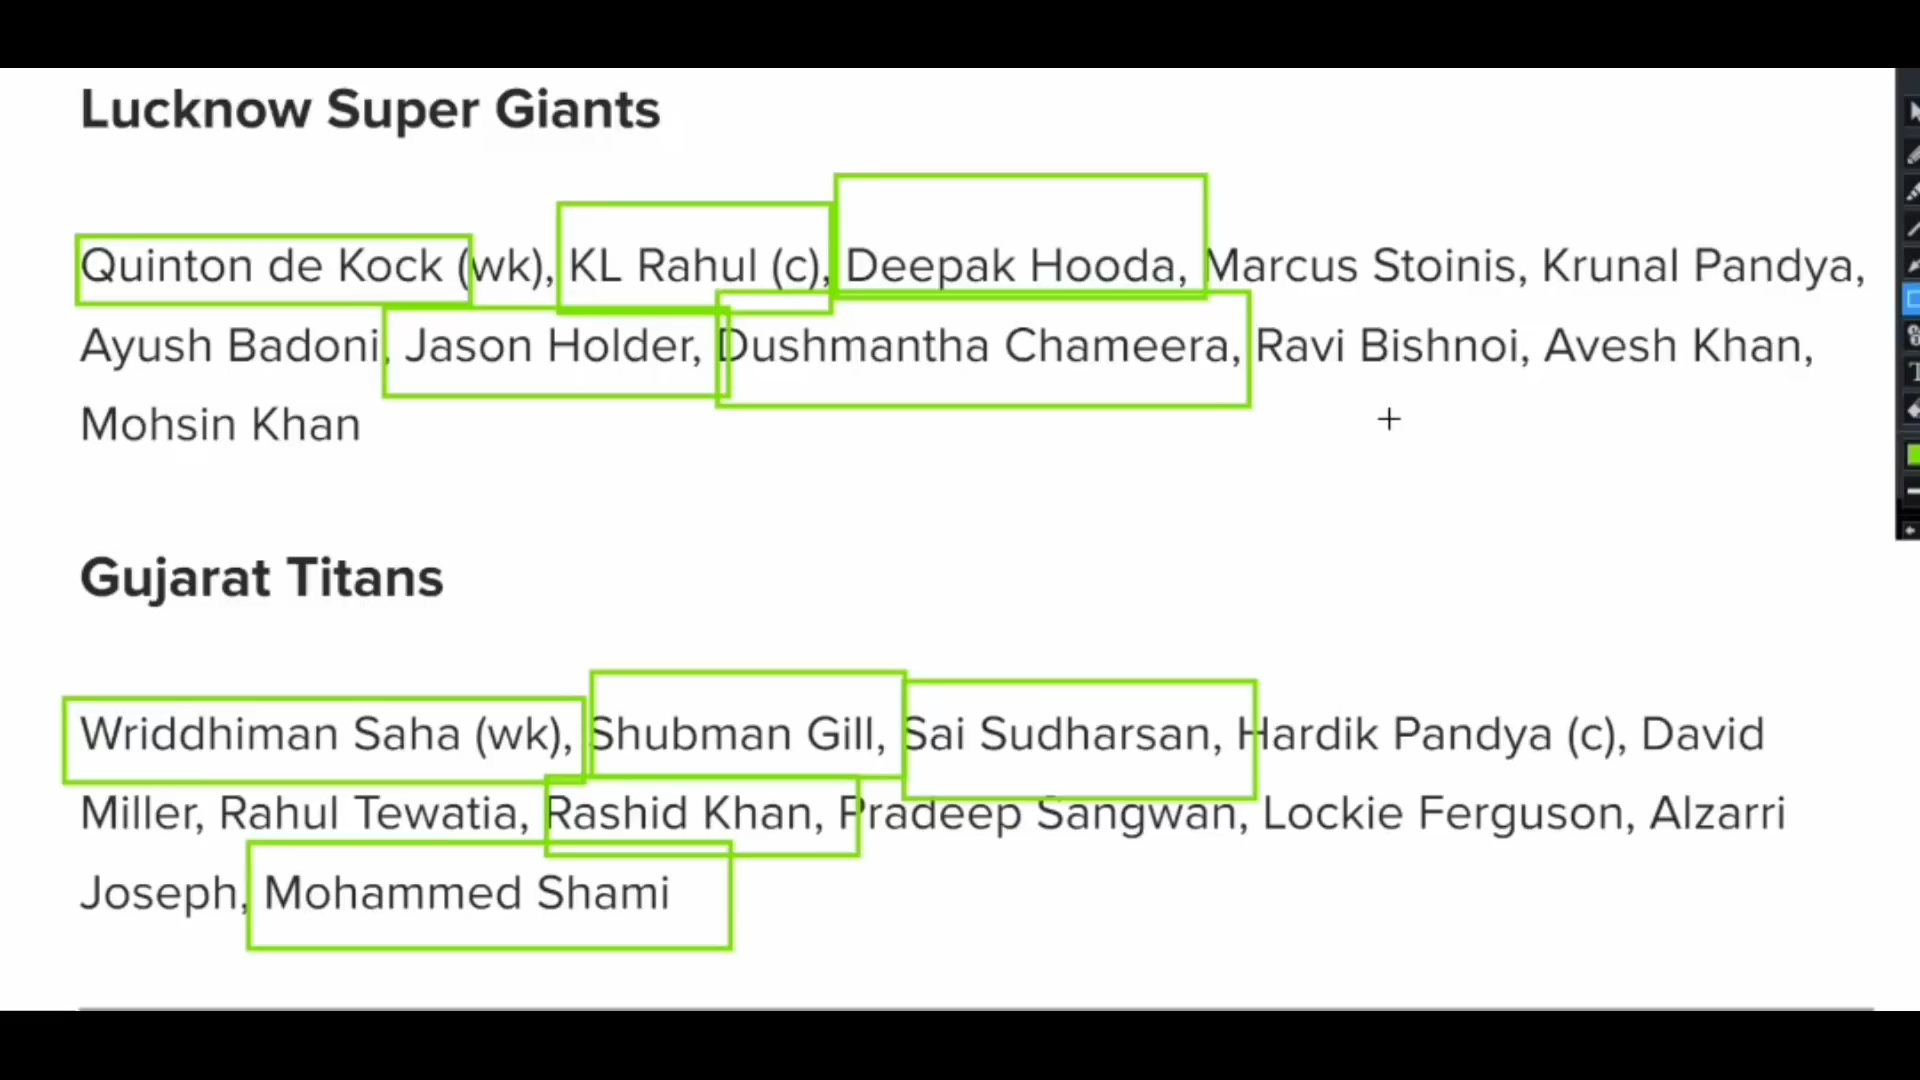 Lucknow Super Giants
Quinton de Kock (wk), KL Rahul (c), Deepak Hooda, Marcus Stoinis, Krunal Pandya,
Ayush Badoni, Jason Holder, Dushmantha Chameera, Ravi Bishnoi, Avesh Khan,
Mohsin Khan
Gujarat Titans
Wriddhiman Saha (wk), Shubman Gill, Sai Sudharsan, Hardik Pandya (c), David
Miller, Rahul Tewatia, Rashid Khan, Pradeep Sangwan, Lockie Ferguson, Alzarri
Joseph, Mohammed Shami